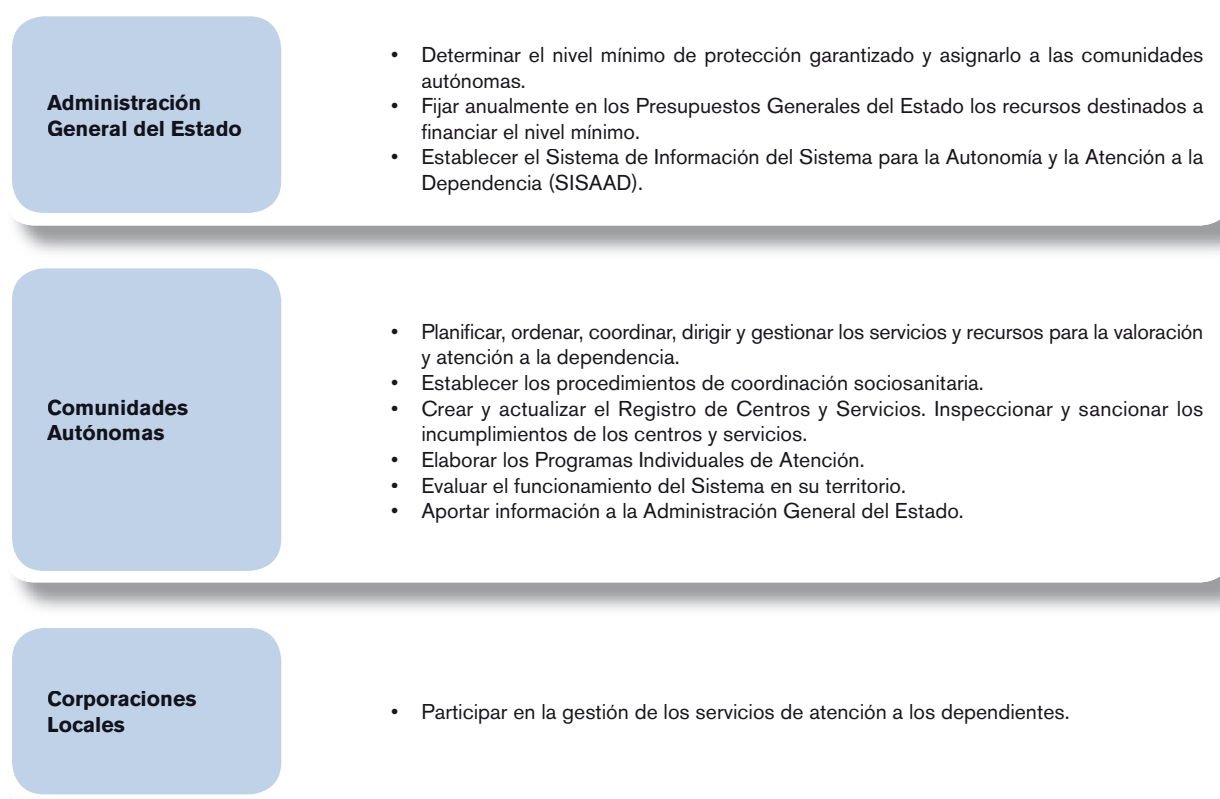 Administración
General del Estado
• Determinar el nivel mínimo de protección garantizado y asignarlo a las comunidades
autónomas.
• Fijar anualmente en los Presupuestos Generales del Estado los recursos destinados a
financiar el nivel mínimo.
• Establecer el Sistema de Información del Sistema para la Autonomía y la Atención a la
Dependencia (SISAAD).
Comunidades
Autónomas
• Planificar, ordenar, coordinar, dirigir y gestionar los servicios y recursos para la valoración
y atención a la dependencia.
• Establecer los procedimientos de coordinación sociosanitaria.
• Crear y actualizar el Registro de Centros y Servicios. Inspeccionar y sancionar los
incumplimientos de los centros y servicios.
• Elaborar los Programas Individuales de Atención.
• Evaluar el funcionamiento del Sistema en su territorio.
• Aportar información a la Administración General del Estado.
Corporaciones
Locales
• Participar en la gestión de los servicios de atención a los dependientes.